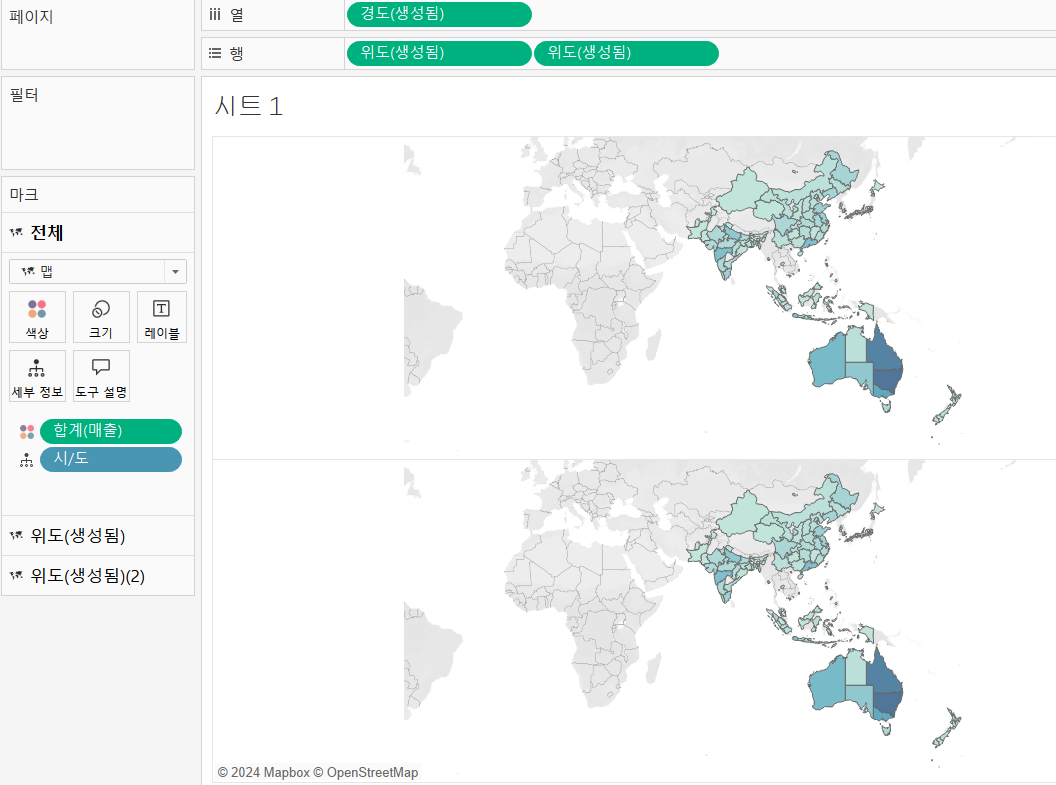 페이지
열
경도(생성됨)
행
위도(생성됨)
위도(생성됨)
필터
마크
전체
맵
색상
크기
레이블
세부 정보
도구 설명
합계(매출)
시/도
위도(생성됨)
위도(생성됨)(2)
시트 1
© 2024 Mapbox © OpenStreetMap